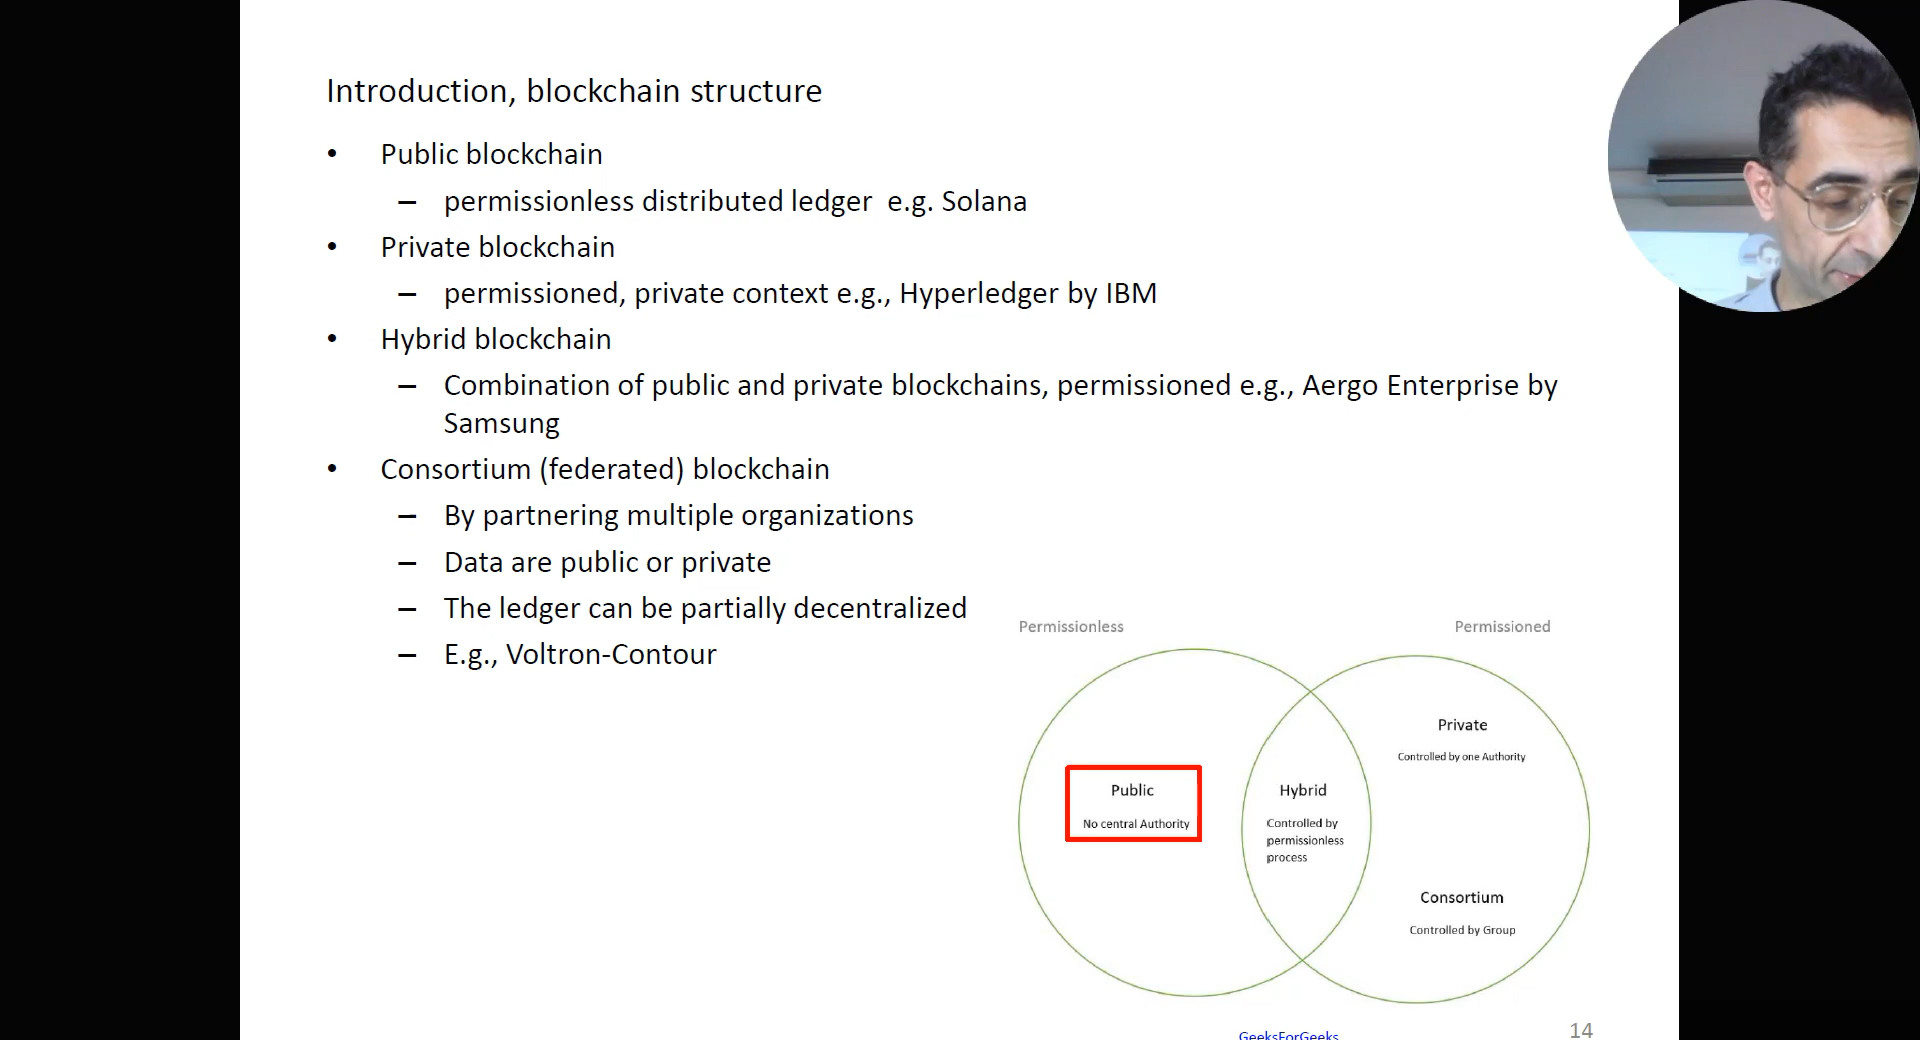 Introduction, blockchain structure
• Public blockchain
– permissionless distributed ledger e.g. Solana
• Private blockchain
– permissioned, private context e.g., Hyperledger by IBM
• Hybrid blockchain
– Combination of public and private blockchains, permissioned e.g., Aergo Enterprise by
Samsung
• Consortium (federated) blockchain
– By partnering multiple organizations
– Data are public or private
– The ledger can be partially decentralized
– E.g., Voltron-Contour
Permissionless
Permissioned
Public
No central Authority
Hybrid
Controlled by
permissionless
process
Private
Controlled by one Authority
Consortium
Controlled by Group
GeeksForGeeks
14